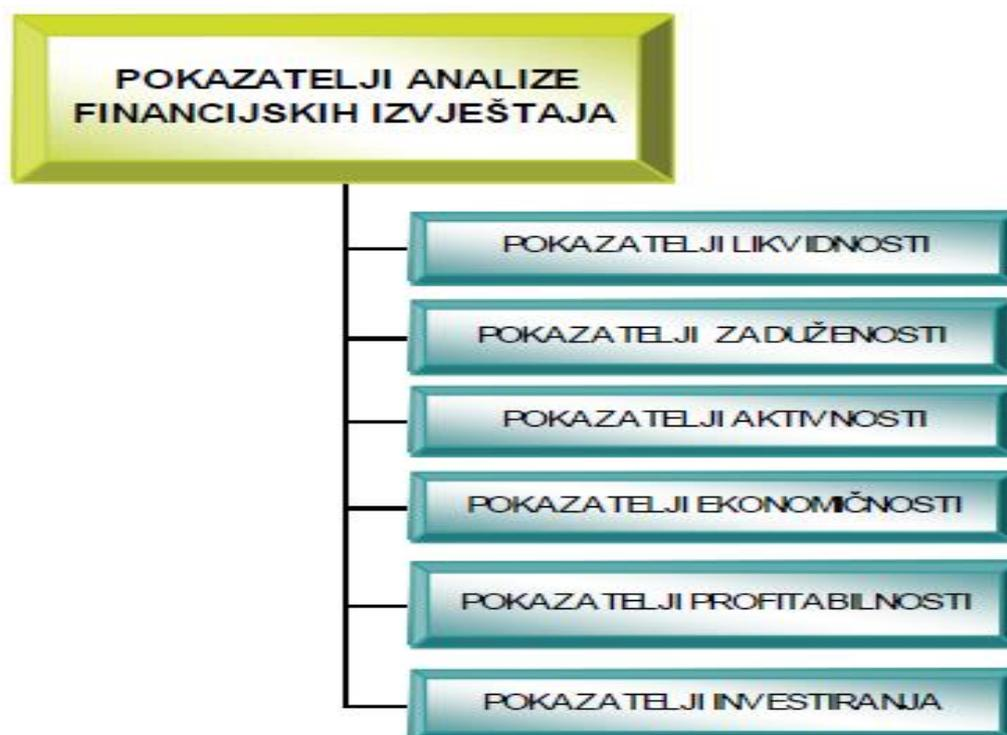 POKAZATELJI ANALIZE
FINANCIJSKIH IZVJEŠTAJA
POKAZATELJI LIKVIDNOSTI
POKAZATELJI ZADUŽENOSTI
POKAZATELJI AKTIVNOSTI
POKAZATELJI EKONOMIČNOSTI
POKAZATELJI PROFITABILNOSTI
POKAZATELJI INVESTIRANJA